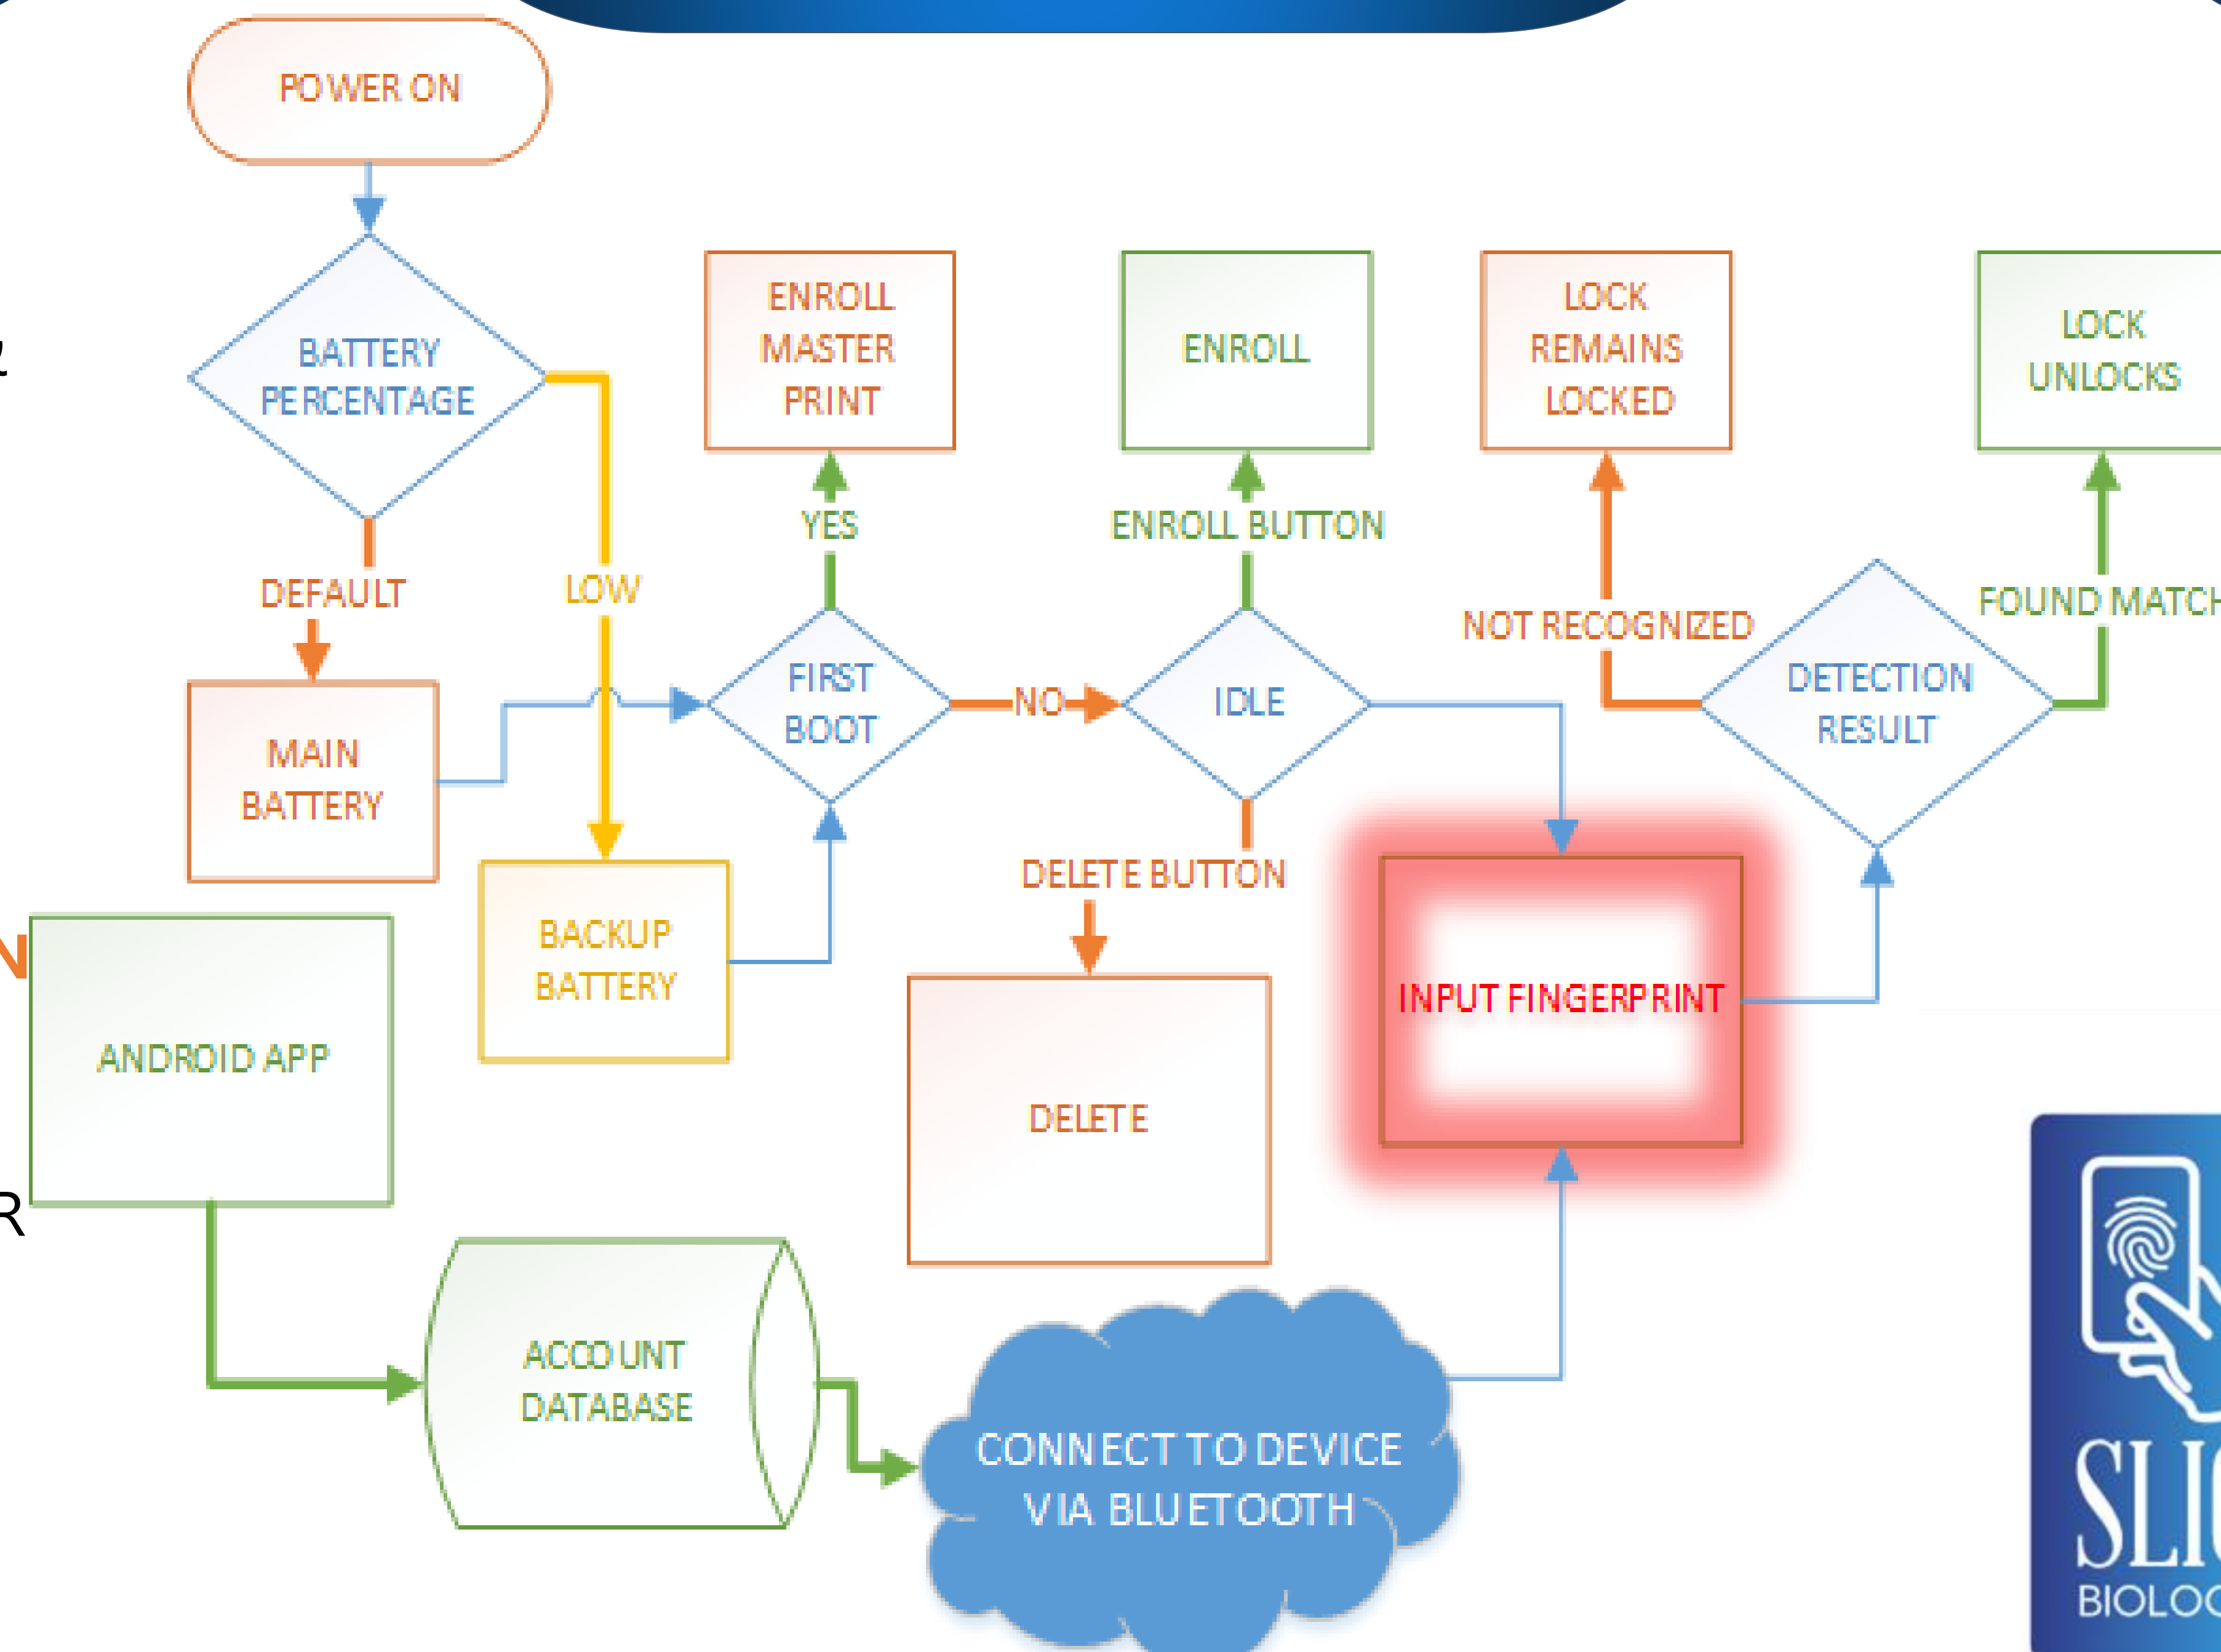 POWER ON
BATTERY
PERCENTAGE
ENROLL
MASTER
PRINT
ENROLL
LOCK
REMAINS
LOCKED
LOCK
UNLOCKS
YES
ENROLL BUTTON
DEFAULT
LOW
NOT RECOGNIZED
FOUND MATCH
FIRST
BOOT
NO
IDLE
DETECTION
RESULT
MAIN
BATTERY
DELETE BUTTON
BACKUP
BATTERY
N
INPUT FINGERPRINT
ANDROID APP
DELETE
R
ACCOUNT
DATABASE
CONNECT TO DEVICE
VIA BLUETOOTH